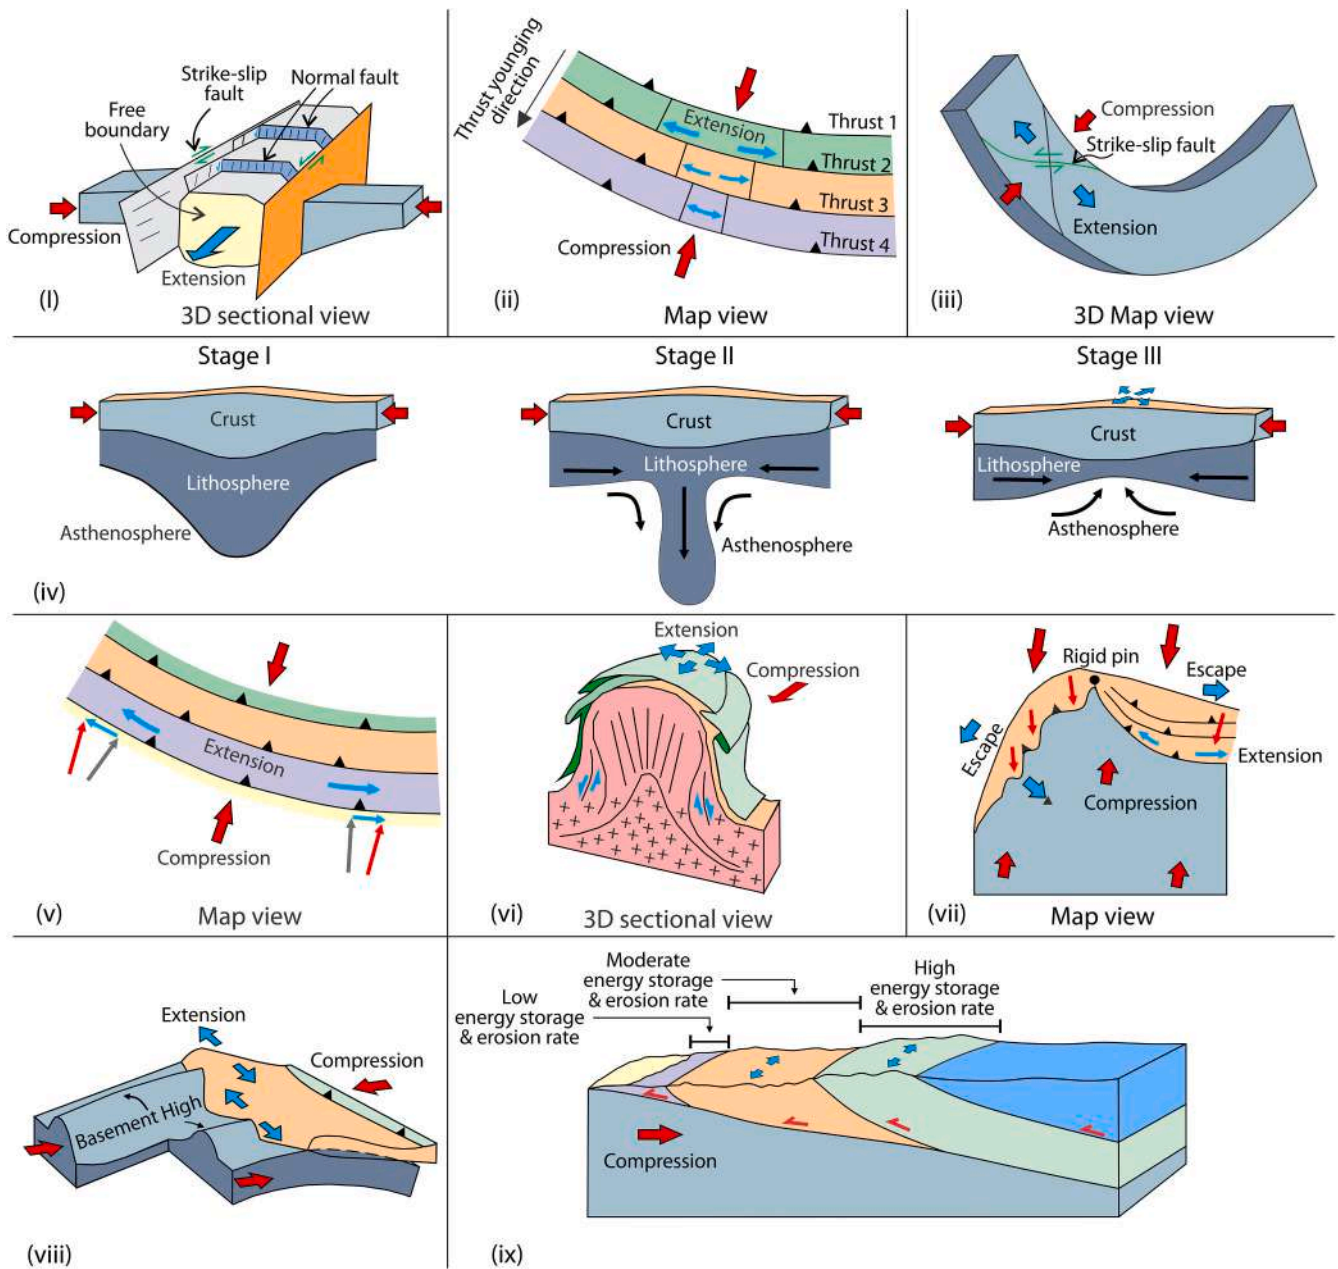 Strike-slip
fault
Normal fault
Free
boundary
Compression
Extension
(I)
3D sectional view
Thrust younging
direction
Extension
Thrust 1
Thrust 2
Thrust 3
Thrust 4
Compression
(ii)
Map view
Compression
Strike-slip fault
Extension
(iii)
3D Map view
Stage I
Crust
Lithosphere
Asthenosphere
(iv)
Stage II
Crust
Lithosphere
Asthenosphere
Stage III
Crust
Lithosphere
Asthenosphere
Extension
Compression
(v)
Map view
Extension
Compression
(vi)
3D sectional view
Rigid pin
Escape
Escape
Extension
Compression
(vii)
Map view
Extension
Compression
Basement High
(viii)
Low
energy storage
& erosion rate
Moderate
energy storage
& erosion rate
High
energy storage
& erosion rate
Compression
(ix)